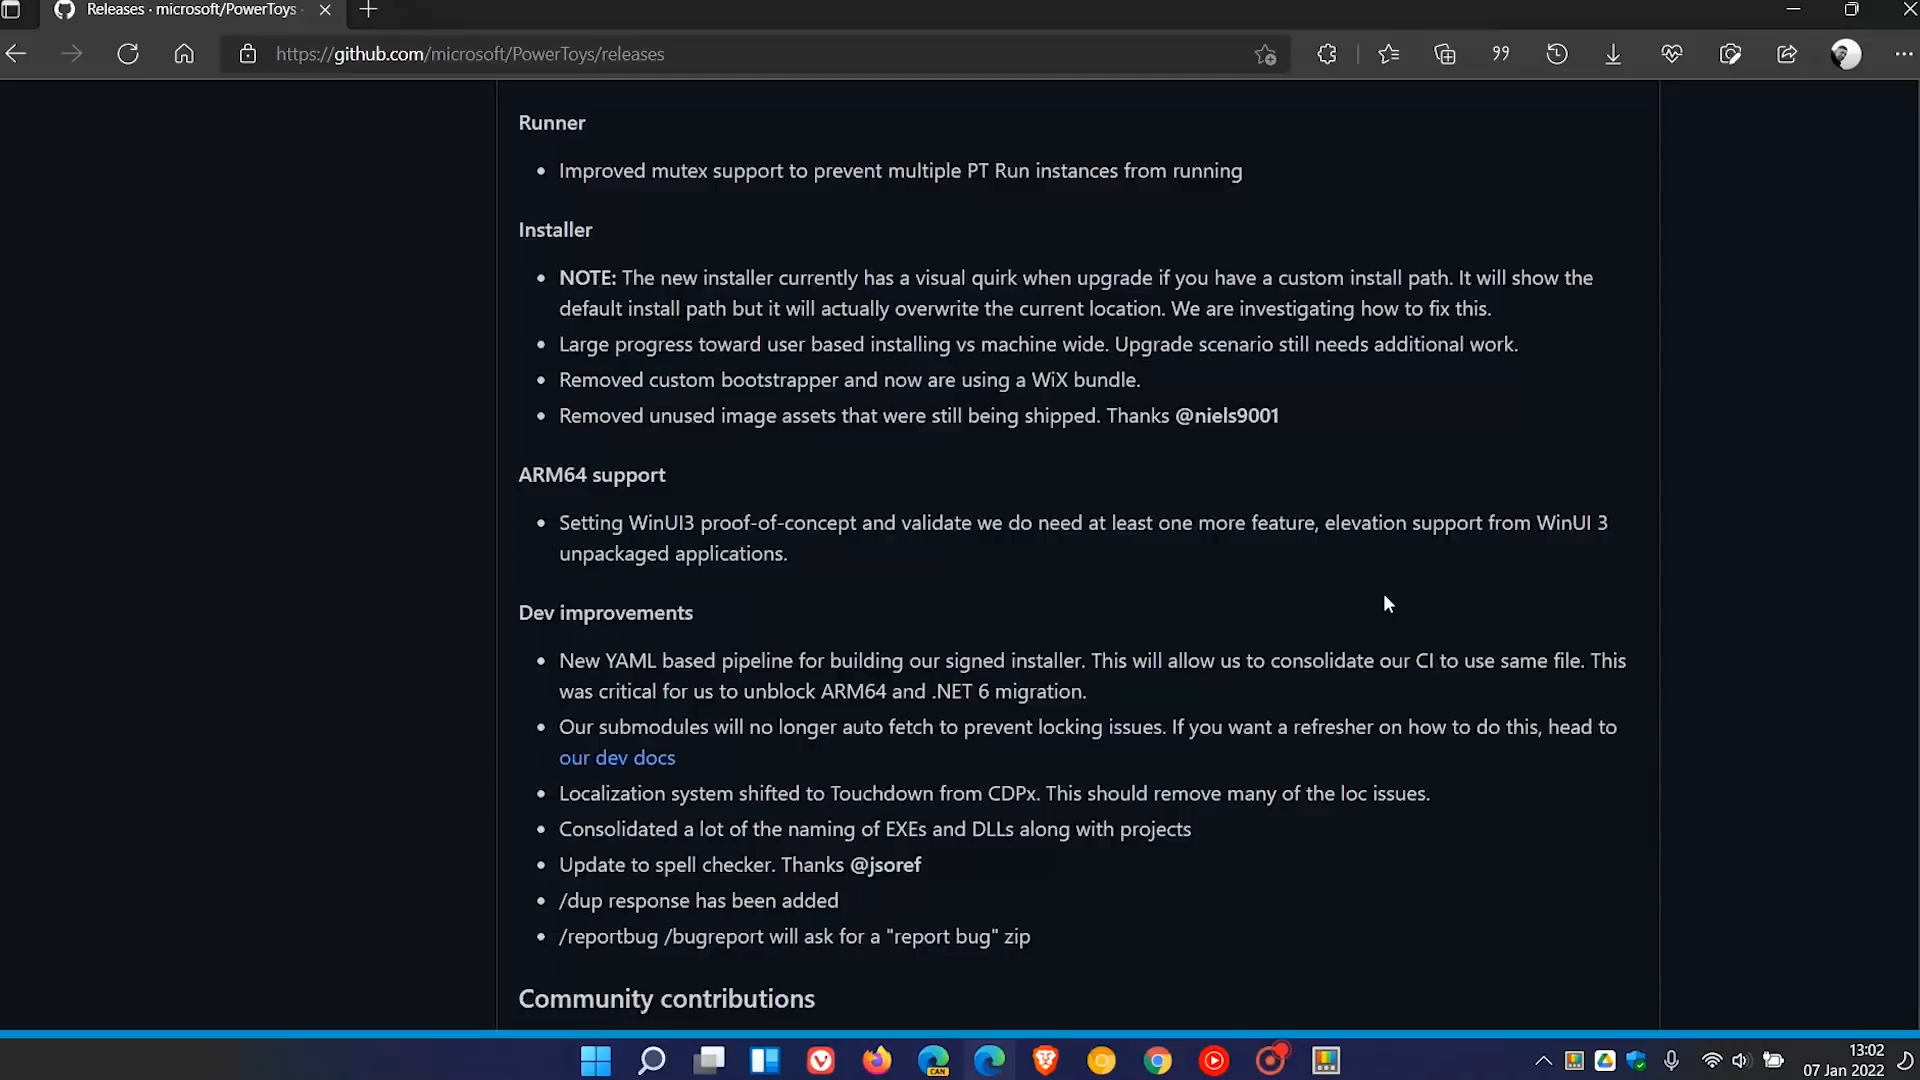 Releases · microsoft/PowerToys
https://github.com/microsoft/PowerToys/releases
Runner
• Improved mutex support to prevent multiple PT Run instances from running
Installer
• NOTE: The new installer currently has a visual quirk when upgrade if you have a custom install path. It will show the
default install path but it will actually overwrite the current location. We are investigating how to fix this.
• Large progress toward user based installing vs machine wide. Upgrade scenario still needs additional work.
• Removed custom bootstrapper and now are using a WiX bundle.
• Removed unused image assets that were still being shipped. Thanks @niels9001
ARM64 support
• Setting WinUI3 proof-of-concept and validate we do need at least one more feature, elevation support from WinUI 3
unpackaged applications.
Dev improvements
• New YAML based pipeline for building our signed installer. This will allow us to consolidate our CI to use same file. This
was critical for us to unblock ARM64 and .NET 6 migration.
• Our submodules will no longer auto fetch to prevent locking issues. If you want a refresher on how to do this, head to
our dev docs
• Localization system shifted to Touchdown from CDPx. This should remove many of the loc issues.
• Consolidated a lot of the naming of EXEs and DLLs along with projects
• Update to spell checker. Thanks @jsoref
• /dup response has been added
• /reportbug /bugreport will ask for a "report bug" zip
Community contributions
CAN
13:02
07 Jan 2022